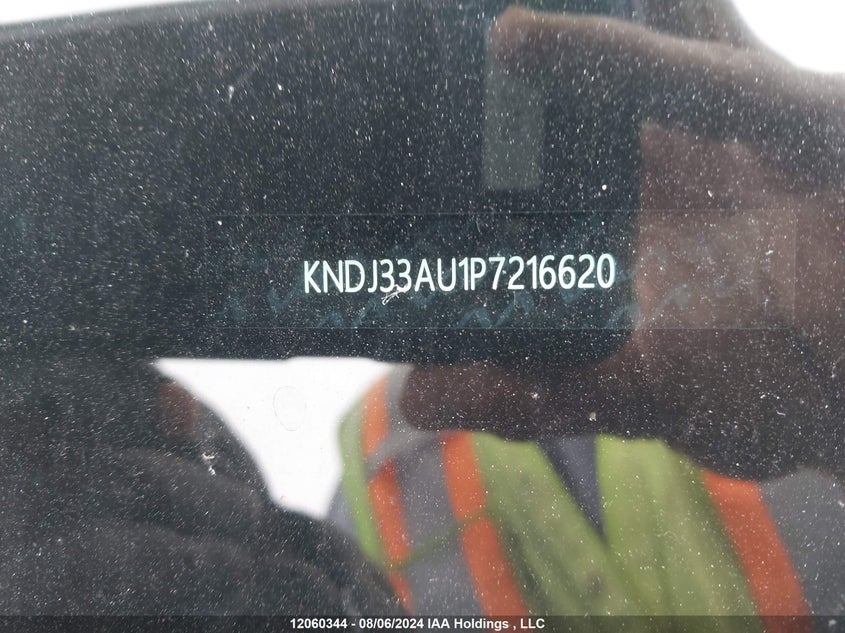 KNDJ33AU1P7216620
12060344 - 08/06/2024 IAA Holdings , LLC